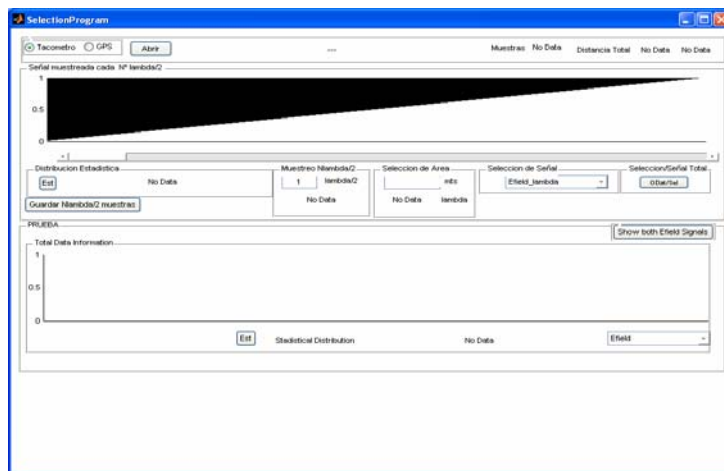 SelectionProgram
Tacometro GPS Abrir --- Muestras No Data Distancia Total No Data No Data
Señal muestreada cada Nº lambda/2
1
0.5
0
Distribucion Estadistica Muestreo Nlambda/2 Seleccion de Area Seleccion de Señal Seleccion/Señal Total
Est No Data 1 lambda/2 mts Efield_lambda 0Dat/Sel
Guardar Nlambda/2 muestras No Data No Data lambda
PRUEBA Show both Efield Signals
Total Data Information
1
0.5
0
Est Stadistical Distribution No Data Efield